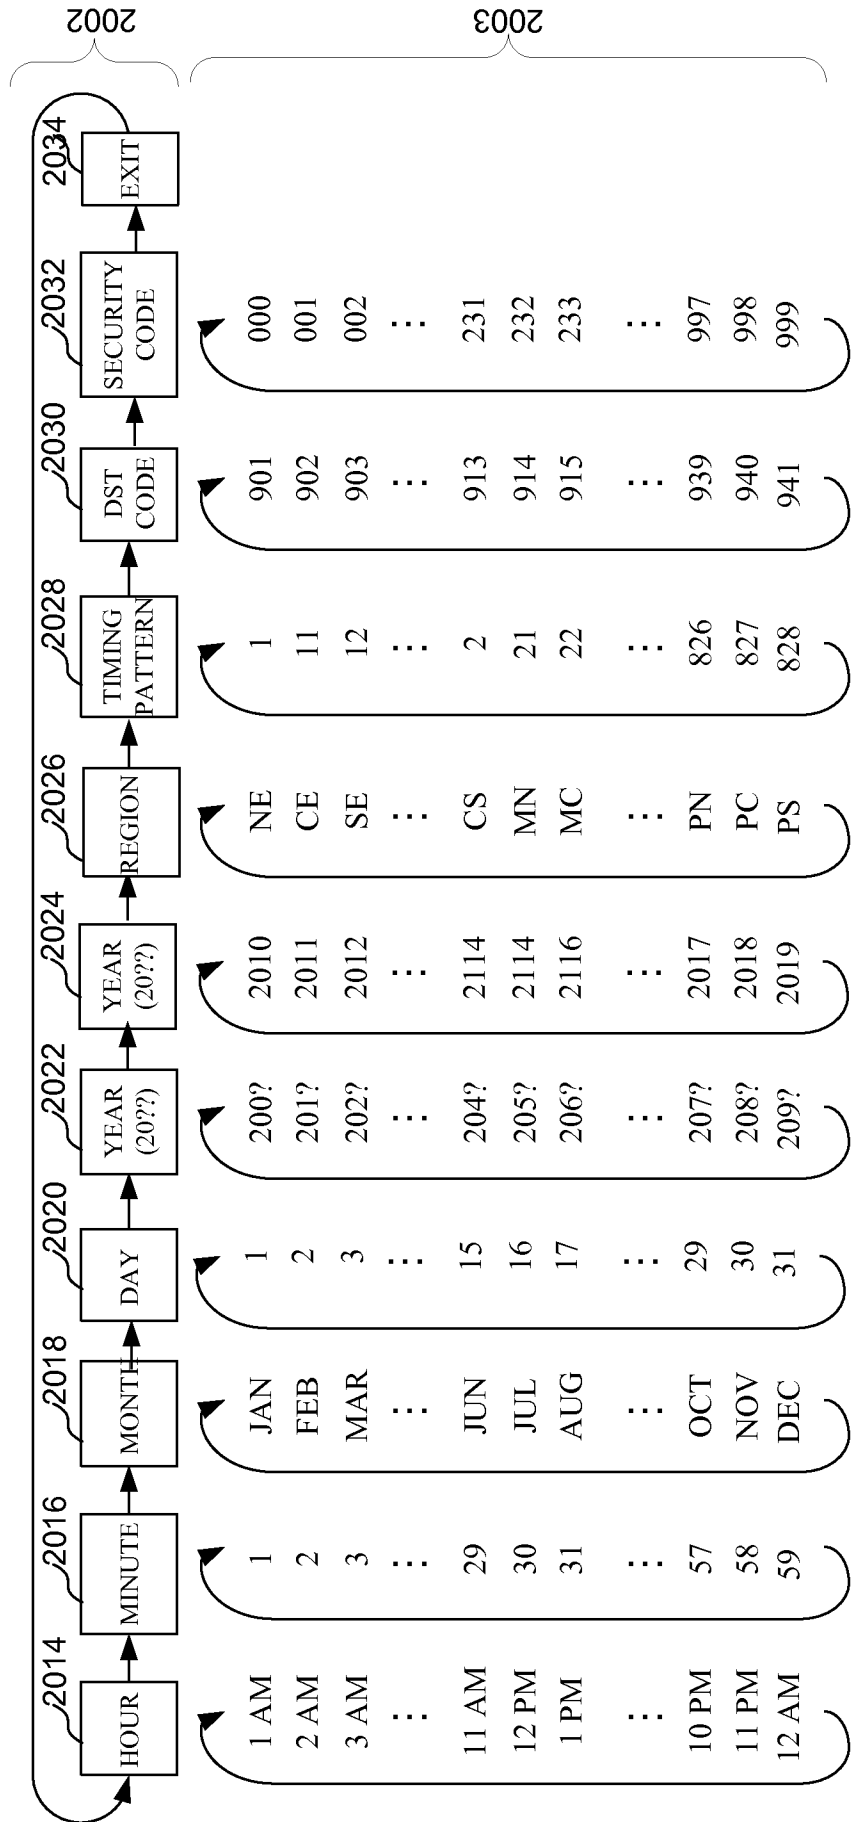 2014 2016 2018 2020 2022 2024 2026 2028 2030 2032 2034
HOUR MINUTE MONTH DAY YEAR (20??) YEAR (20??) REGION TIMING PATTERN DST CODE SECURITY CODE EXIT
2002
1 AM 1 JAN 1 200? 2010 NE 1 901 000
2 AM 2 FEB 2 201? 2011 CE 11 902 001
3 AM 3 MAR 3 202? 2012 SE 12 903 002
... ... ... ... ... ... ... ... ... ...
11 AM 29 JUN 15 204? 2114 CS 2 913 231
12 PM 30 JUL 16 205? 2114 MN 21 914 232
1 PM 31 AUG 17 206? 2116 MC 22 915 233
... ... ... ... ... ... ... ... ... ...
10 PM 57 OCT 29 207? 2017 PN 826 939 997
11 PM 58 NOV 30 208? 2018 PC 827 940 998
12 AM 59 DEC 31 209? 2019 PS 828 941 999
2003